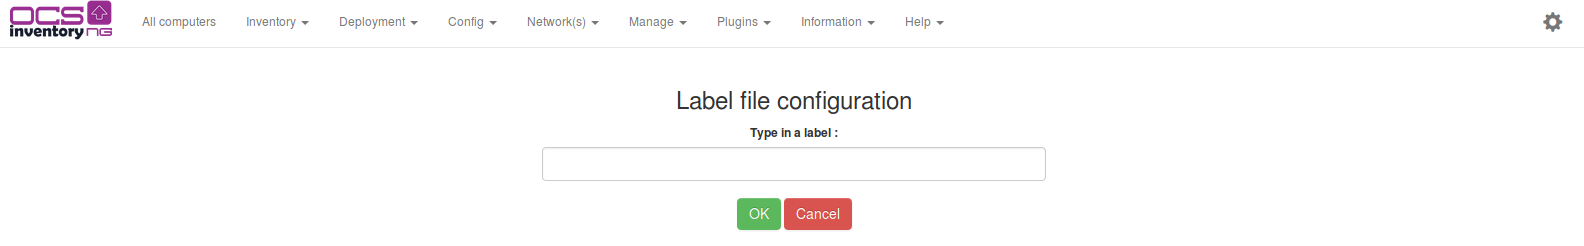 OCS
inventory NG
All computers Inventory Deployment Config Network(s) Manage Plugins Information Help
Label file configuration
Type in a label :
OK Cancel